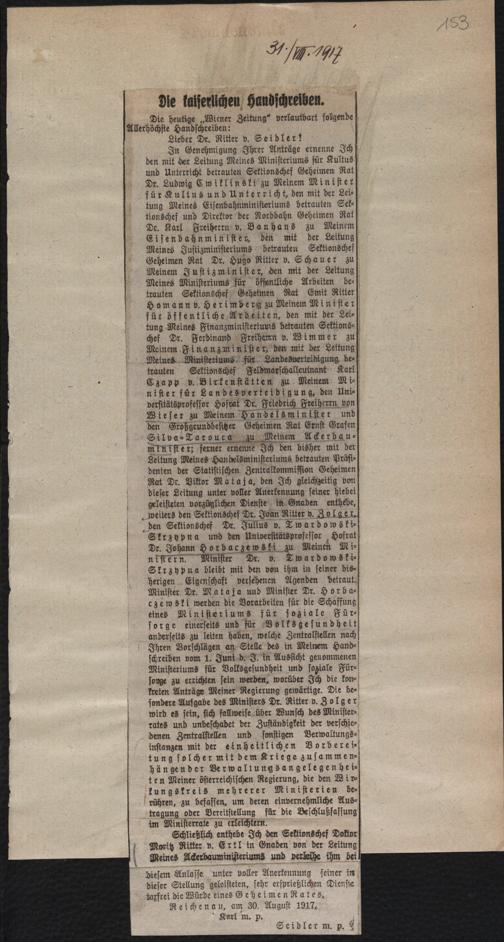 153
31./VIII. 1917
Die kaiserlichen Handschreiben.
Die heutige „Wiener Zeitung" verlautbart folgende
Allerhöchste Handschreiben:
Lieber Dr. Ritter v. Seidler!
In Genehmigung Ihrer Anträge ernenne Ich
den mit der Leitung Meines Ministeriums für Kultus
und Unterricht betrauten Sektionschef Geheimen Rat
Dr. Ludwig Cwiklinski zu Meinem Minister
für Kultus und Unterricht, den mit der Lei-
tung Meines Eisenbahnministeriums betrauten Sek-
tionschef und Direktor der Nordbahn Geheimen Rat
Dr. Karl Freiherrn v. Banhans zu Meinem
Eisenbahnminister, den mit der Leitung
Meines Justizministeriums betrauten Sektionschef
Geheimen Rat Dr. Hugo Ritter v. Schauer zu
Meinem Justizminister, den mit der Leitung
Meines Ministeriums für öffentliche Arbeiten be-
trauten Sektionschef Geheimen Rat Emil Ritter
Homann v. Herimberg zu Meinem Minister
für öffentliche Arbeiten, den mit der Lei-
tung Meines Finanzministeriums betrauten Sektions-
chef Dr. Ferdinand Freiherrn v. Wimmer zu
Meinem Finanzminister, den mit der Leitung
Meines Ministeriums für Landesverteidigung be-
trauten Sektionschef Feldmarschalleutnant Karl
Czapp v. Birkenstätten zu Meinem Mi-
nister für Landesverteidigung, den Uni-
versitätsprofessor Hofrat Dr. Friedrich Freiherrn von
Wieser zu Meinem Handelsminister und
den Großgrundbesitzer Geheimen Rat Ernst Grafen
Silva-Tarouca zu Meinem Ackerbau-
minister; ferner ernenne Ich den bisher mit der
Leitung Meines Handelsministeriums betrauten Präsi-
denten der Statistischen Zentralkommission Geheimen
Rat Dr. Viktor Mataja, den Ich gleichzeitig von
dieser Leitung unter voller Anerkennung seiner hiebei
geleisteten vorzüglichen Dienste in Gnaden enthebe,
weiters den Sektionschef Dr. Ivan Ritter v. Zolger,
den Sektionschef Dr. Julius v. Twardowski-
Skrzypna und den Universitätsprofessor Hofrat
Dr. Johann Horbaczewski zu Meinen Mi-
nistern. Minister Dr. v. Twardowski-
Skrzypna bleibt mit den von ihm in seiner bis-
herigen Eigenschaft versehenen Agenden betraut.
Minister Dr. Mataja und Minister Dr. Horba-
czewski werden die Vorarbeiten für die Schaffung
eines Ministeriums für soziale Für-
sorge einerseits und für Volksgesundheit
anderseits zu leiten haben, welche Zentralstellen nach
Ihren Vorschlägen an Stelle des in Meinem Hand-
schreiben vom 1. Juni d. J. in Aussicht genommenen
Ministeriums für Volksgesundheit und soziale Für-
sorge zu errichten sein werden, worüber Ich die kon-
kreten Anträge Meiner Regierung gewärtige. Die be-
sondere Aufgabe des Ministers Dr. Ritter v. Zolger
wird es sein, sich fallweise über Wunsch des Minister-
rates und unbeschadet der Zuständigkeit der verschie-
denen Zentralstellen und sonstigen Verwaltungs-
instanzen mit der einheitlichen Vorberei-
tung solcher mit dem Kriege zusammen-
hängender Verwaltungsangelegenhei-
ten Meiner österreichischen Regierung, die den Wir-
kungskreis mehrerer Ministerien be-
rühren, zu befassen, um deren einvernehmliche Aus-
tragung oder Bereitstellung für die Beschlußfassung
im Ministerrate zu erleichtern.
Schließlich enthebe Ich den Sektionschef Doktor
Moritz Ritter v. Ertl in Gnaden von der Leitung
Meines Ackerbauministeriums und verleihe ihm bei
diesem Anlasse unter voller Anerkennung seiner in
dieser Stellung geleisteten, sehr ersprießlichen Dienste
taxfrei die Würde eines Geheimen Rates.
Reichenau, am 30. August 1917.
Karl m. p.
Seidler m. p.